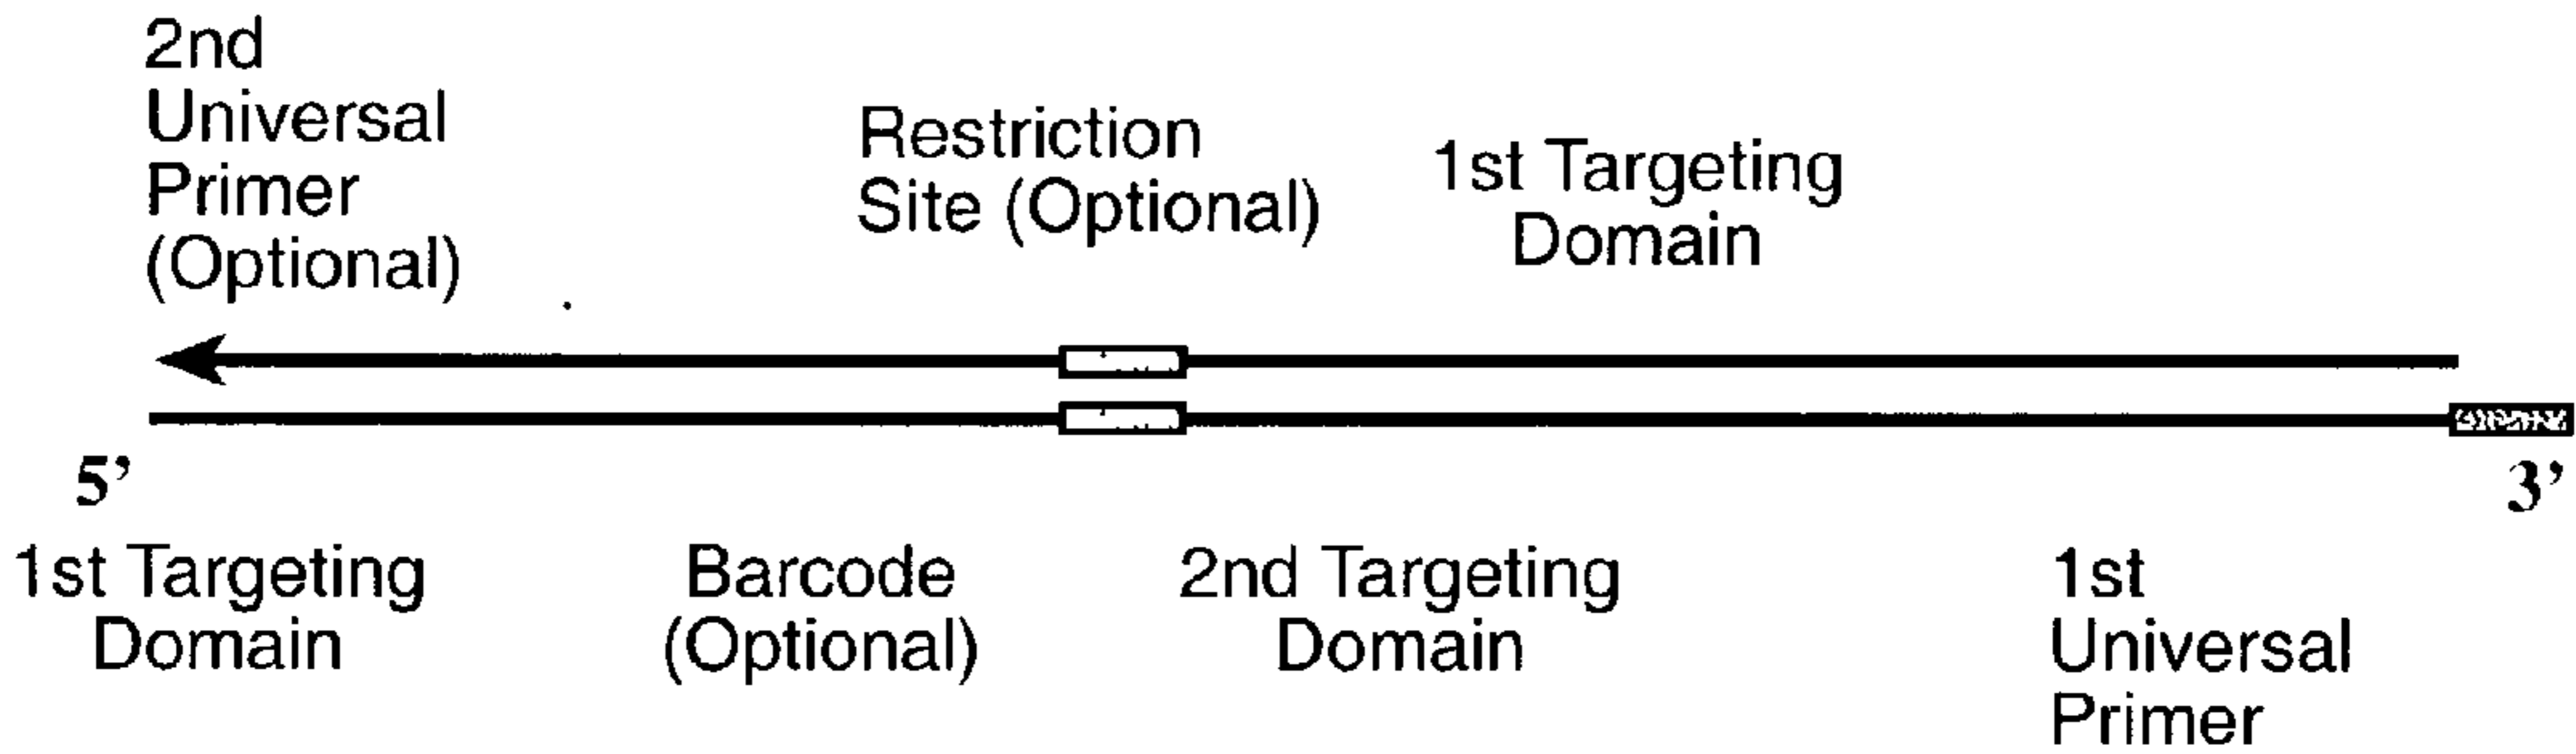 2nd
Universal
Primer
(Optional)
Restriction
Site (Optional)
1st Targeting
Domain
5’
3’
1st Targeting
Domain
Barcode
(Optional)
2nd Targeting
Domain
1st
Universal
Primer